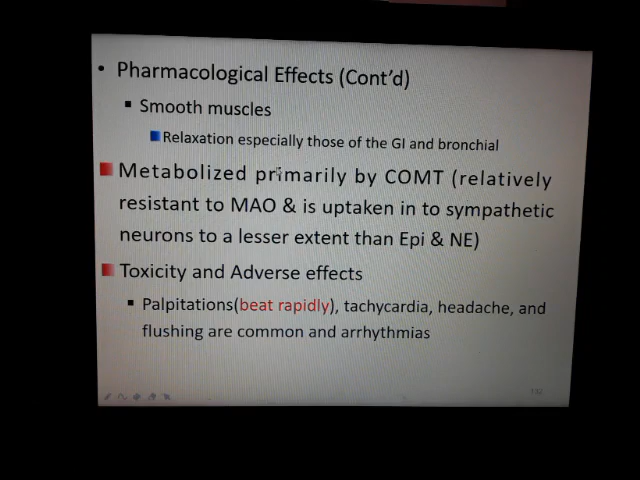 • Pharmacological Effects (Cont'd)
▪ Smooth muscles
Relaxation especially those of the GI and bronchial
Metabolized primarily by COMT (relatively
resistant to MAO & is uptaken in to sympathetic
neurons to a lesser extent than Epi & NE)
Toxicity and Adverse effects
▪ Palpitations(beat rapidly), tachycardia, headache, and
flushing are common and arrhythmias